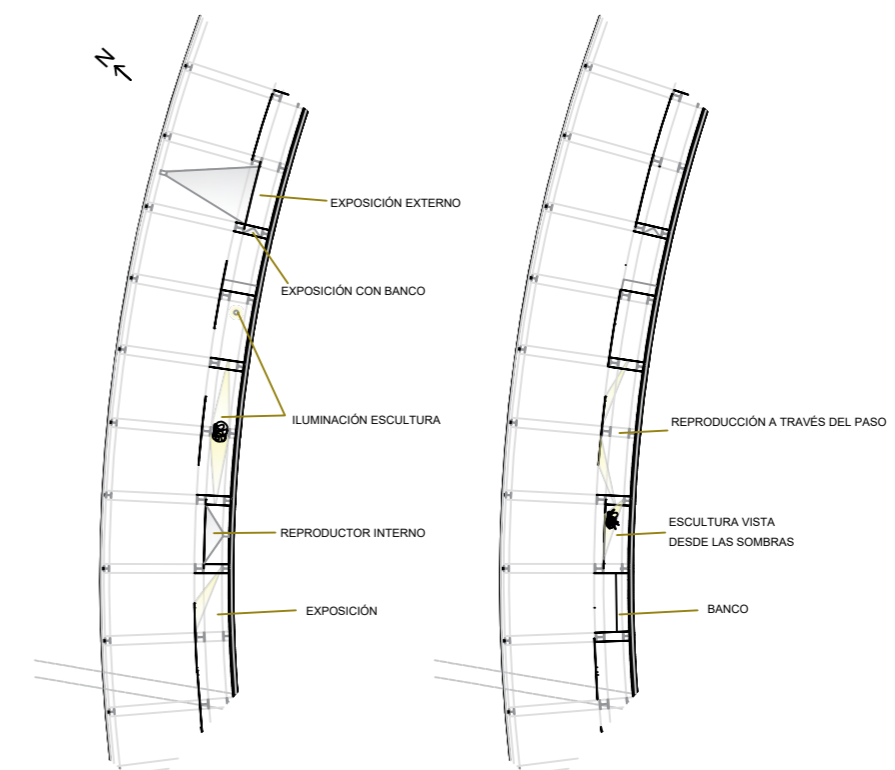 N
EXPOSICIÓN EXTERNO
EXPOSICIÓN CON BANCO
ILUMINACIÓN ESCULTURA
REPRODUCTOR INTERNO
EXPOSICIÓN
REPRODUCCIÓN A TRAVÉS DEL PASO
ESCULTURA VISTA
DESDE LAS SOMBRAS
BANCO